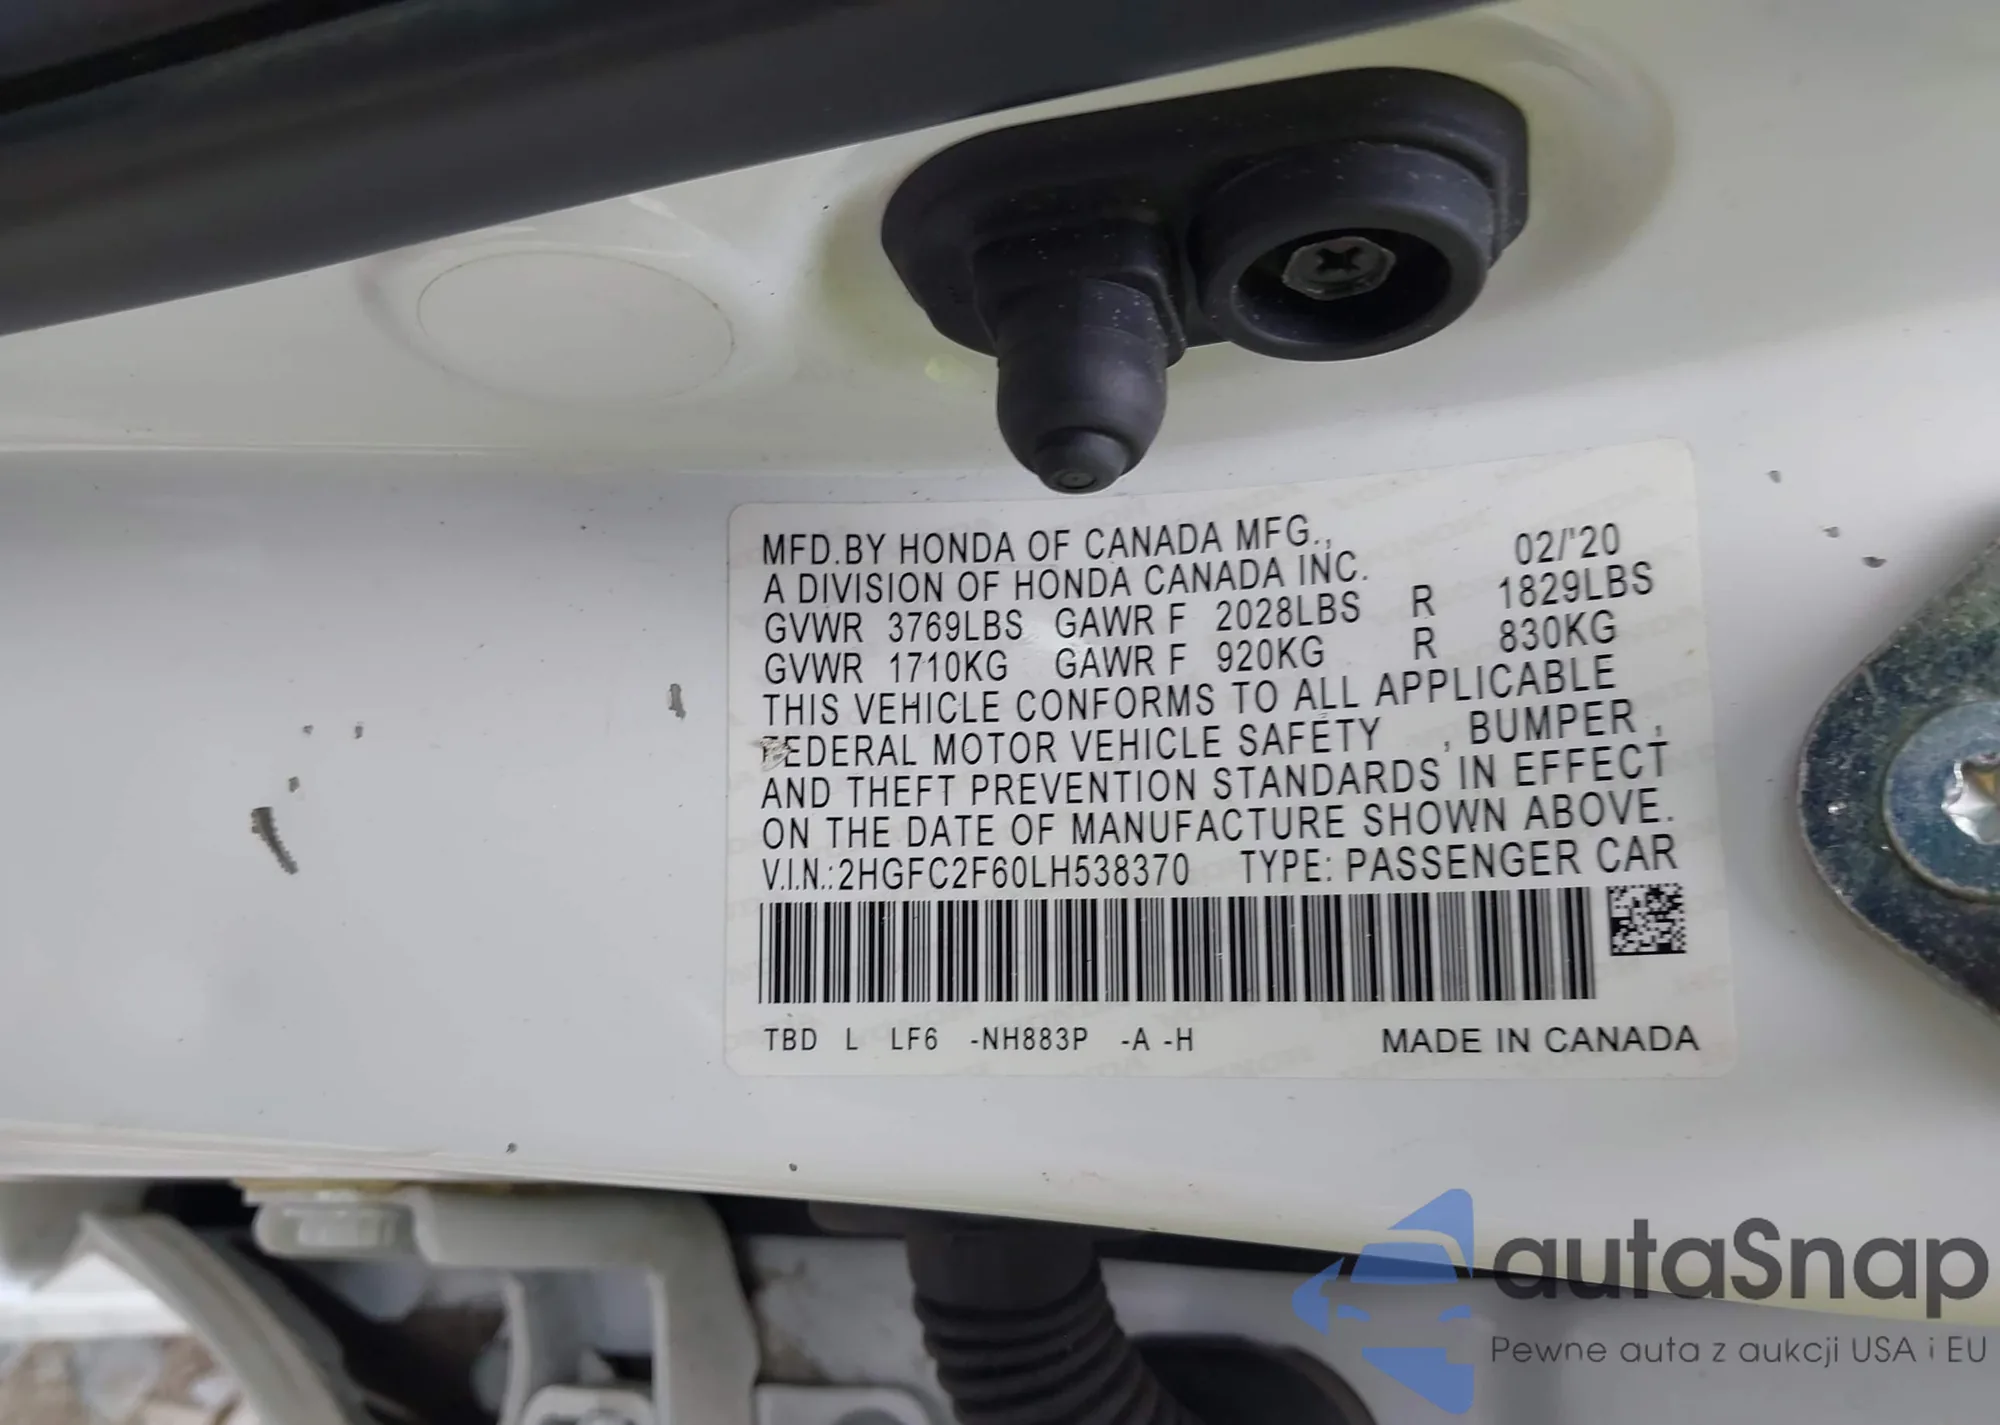 MFD.BY HONDA OF CANADA MFG., 02/'20
A DIVISION OF HONDA CANADA INC.
GVWR 3769LBS GAWR F 2028LBS R 1829LBS
GVWR 1710KG GAWR F 920KG R 830KG
THIS VEHICLE CONFORMS TO ALL APPLICABLE
FEDERAL MOTOR VEHICLE SAFETY , BUMPER ,
AND THEFT PREVENTION STANDARDS IN EFFECT
ON THE DATE OF MANUFACTURE SHOWN ABOVE.
V.I.N.:2HGFC2F60LH538370 TYPE: PASSENGER CAR
TBD L LF6 -NH883P -A -H MADE IN CANADA
autaSnap
Pewne auta z aukcji USA i EU